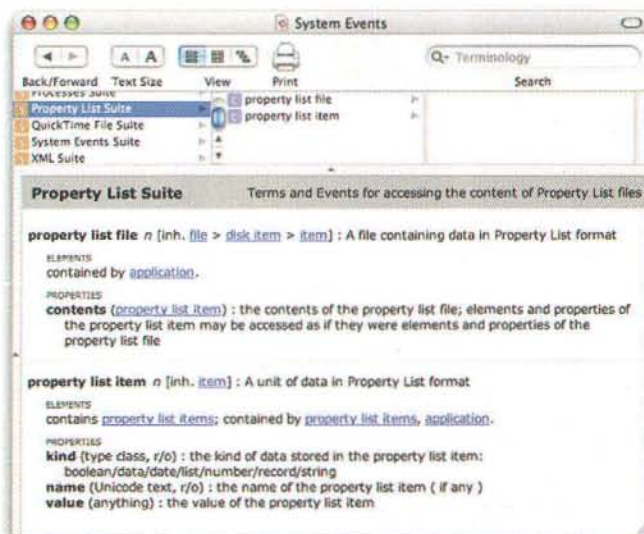 System Events
A A
Q- Terminology
Back/Forward Text Size View Print Search
Processes Suite
Property List Suite
QuickTime File Suite
System Events Suite
XML Suite
property list file
property list item
Property List Suite Terms and Events for accessing the content of Property List files
property list file n [inh. file > disk item > item] : A file containing data in Property List format
ELEMENTS
contained by application.
PROPERTIES
contents (property list item) : the contents of the property list file; elements and properties of
the property list item may be accessed as if they were elements and properties of the
property list file
property list item n [inh. item] : A unit of data in Property List format
ELEMENTS
contains property list items; contained by property list items, application.
PROPERTIES
kind (type class, r/o) : the kind of data stored in the property list item:
boolean/data/date/list/number/record/string
name (Unicode text, r/o) : the name of the property list item ( if any )
value (anything) : the value of the property list item